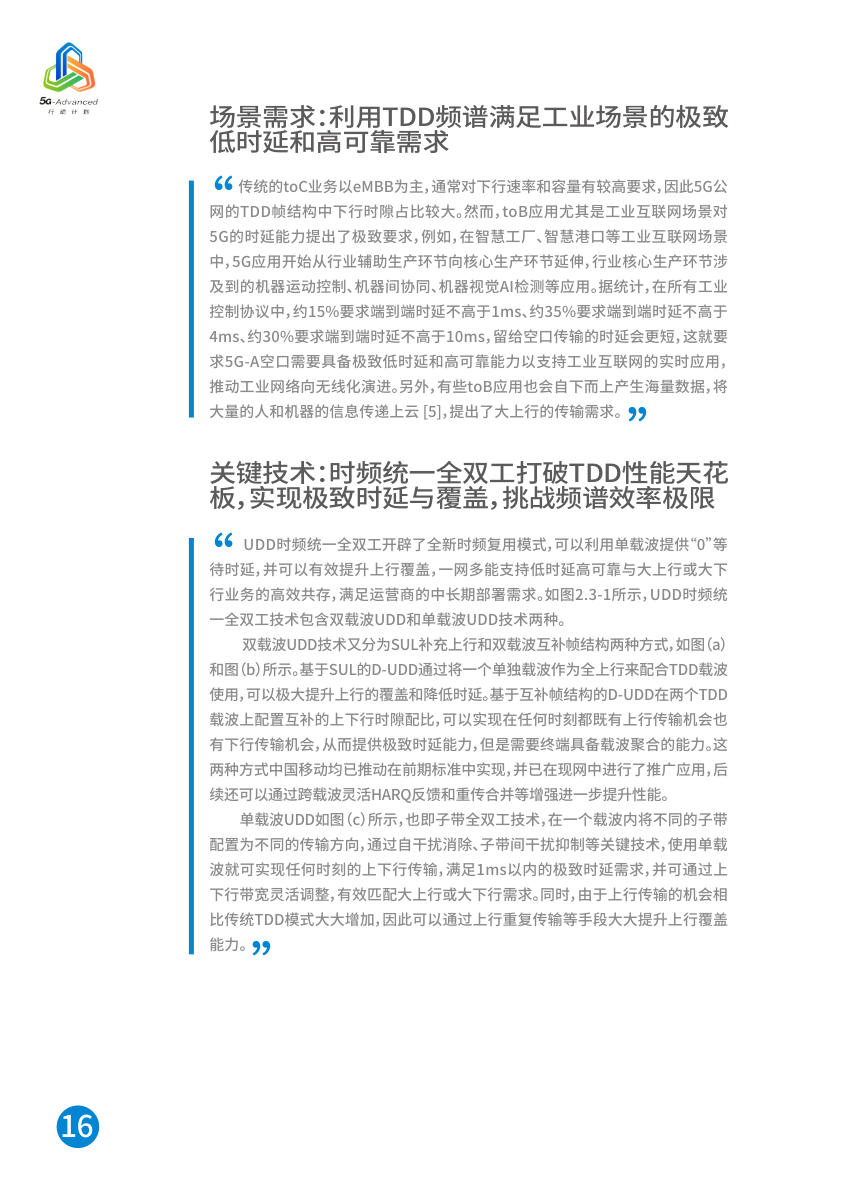 5G-Advanced
行动计划
场景需求：利用TDD频谱满足工业场景的极致
低时延和高可靠需求
“传统的toC业务以eMBB为主，通常对下行速率和容量有较高要求，因此5G公
网的TDD帧结构中下行时隙占比较大。然而，toB应用尤其是工业互联网场景对
5G的时延能力提出了极致要求，例如，在智慧工厂、智慧港口等工业互联网场景
中，5G应用开始从行业辅助生产环节向核心生产环节延伸，行业核心生产环节涉
及到的机器运动控制、机器间协同、机器视觉AI检测等应用。据统计，在所有工业
控制协议中，约15%要求端到端时延不高于1ms、约35%要求端到端时延不高于
4ms、约30%要求端到端时延不高于10ms，留给空口传输的时延会更短，这就要
求5G-A空口需要具备极致低时延和高可靠能力以支持工业互联网的实时应用，
推动工业网络向无线化演进。另外，有些toB应用也会自下而上产生海量数据，将
大量的人和机器的信息传递上云 [5]，提出了大上行的传输需求。”
关键技术：时频统一全双工打破TDD性能天花
板，实现极致时延与覆盖，挑战频谱效率极限
“ UDD时频统一全双工开辟了全新时频复用模式，可以利用单载波提供“0”等
待时延，并可以有效提升上行覆盖，一网多能支持低时延高可靠与大上行或大下
行业务的高效共存，满足运营商的中长期部署需求。如图2.3-1所示，UDD时频统
一全双工技术包含双载波UDD和单载波UDD技术两种。
双载波UDD技术又分为SUL补充上行和双载波互补帧结构两种方式，如图（a）
和图（b）所示。基于SUL的D-UDD通过将一个单独载波作为全上行来配合TDD载波
使用，可以极大提升上行的覆盖和降低时延。基于互补帧结构的D-UDD在两个TDD
载波上配置互补的上下行时隙配比，可以实现在任何时刻都既有上行传输机会也
有下行传输机会，从而提供极致时延能力，但是需要终端具备载波聚合的能力。这
两种方式中国移动均已推动在前期标准中实现，并已在现网中进行了推广应用，后
续还可以通过跨载波灵活HARQ反馈和重传合并等增强进一步提升性能。
单载波UDD如图（c）所示，也即子带全双工技术，在一个载波内将不同的子带
配置为不同的传输方向，通过自干扰消除、子带间干扰抑制等关键技术，使用单载
波就可实现任何时刻的上下行传输，满足1ms以内的极致时延需求，并可通过上
下行带宽灵活调整，有效匹配大上行或大下行需求。同时，由于上行传输的机会相
比传统TDD模式大大增加，因此可以通过上行重复传输等手段大大提升上行覆盖
能力。”
16